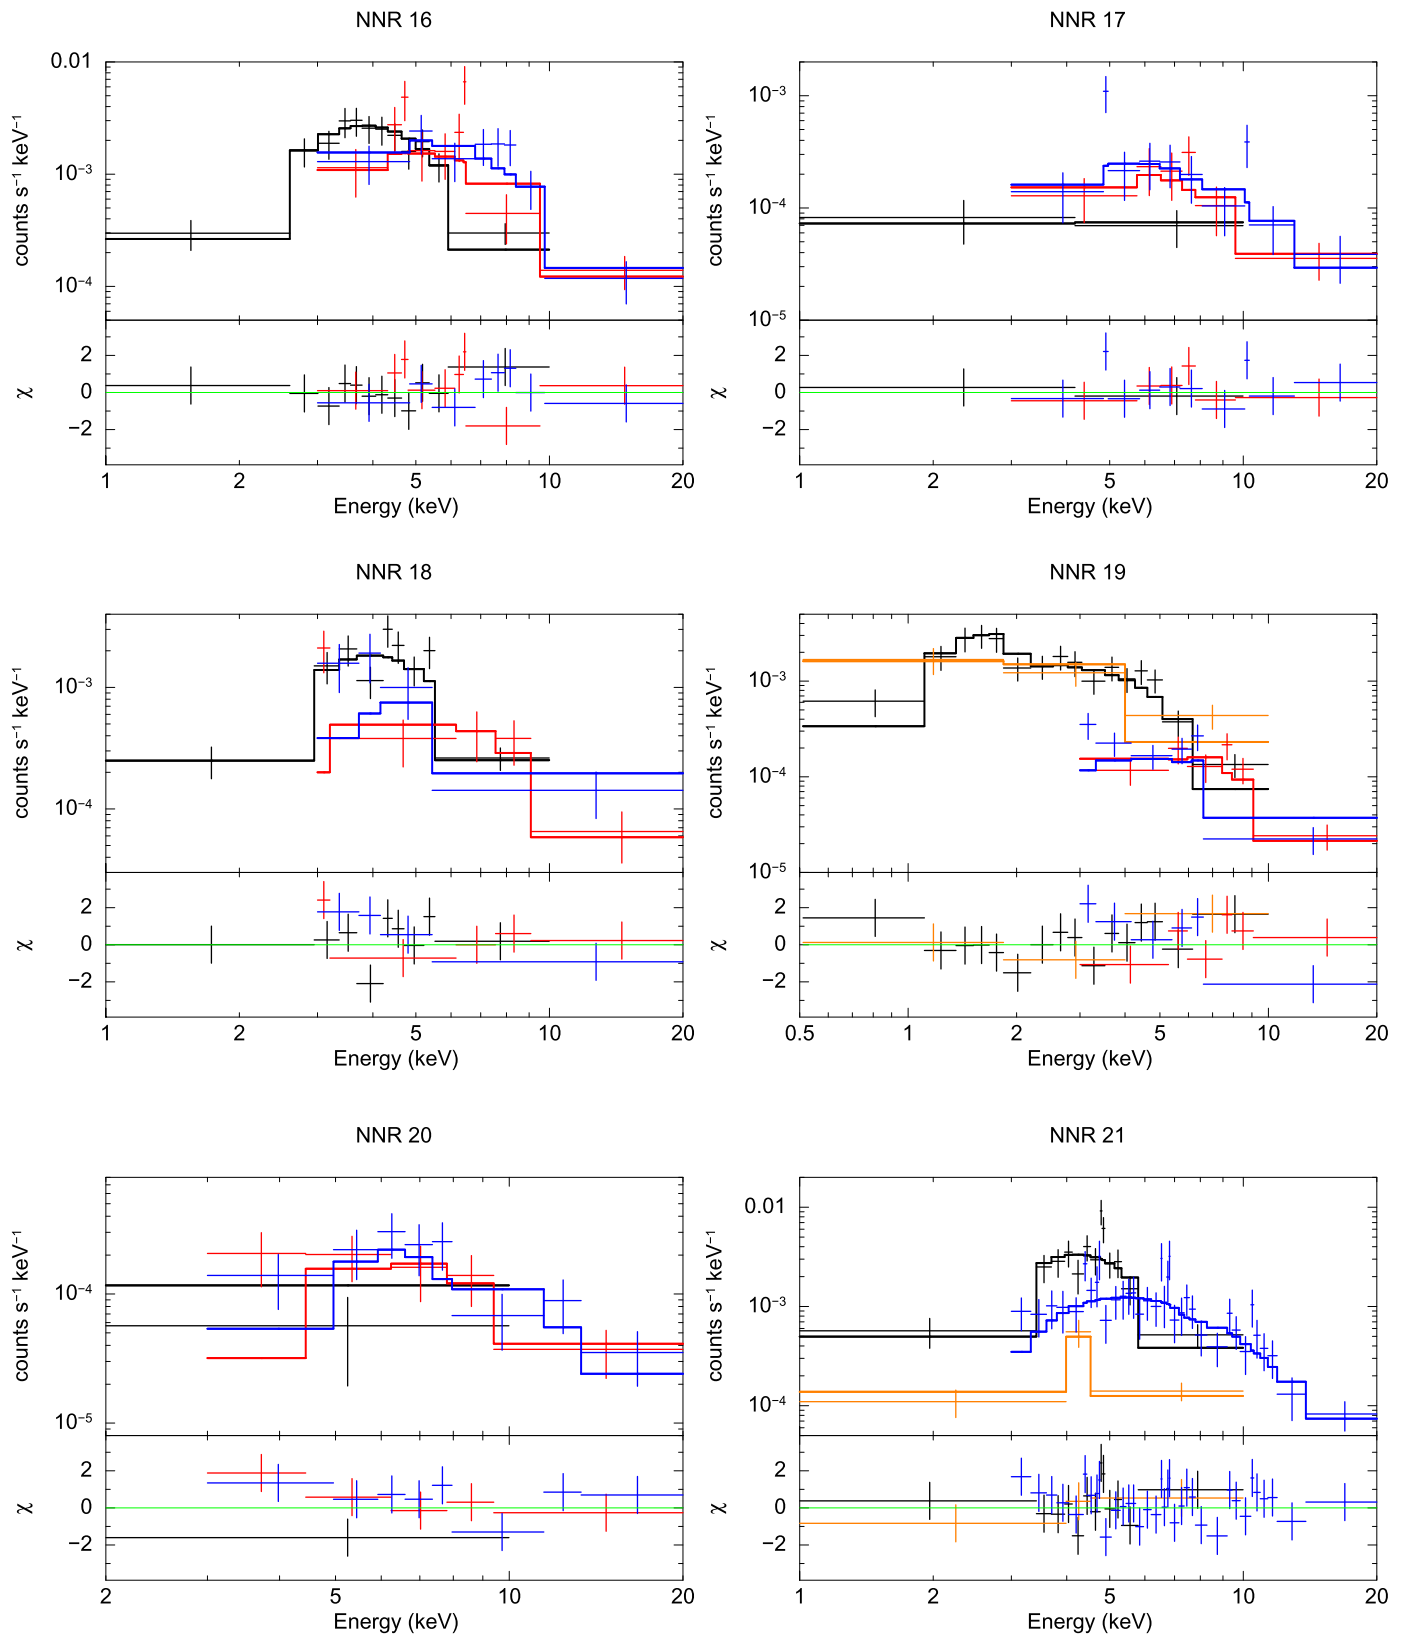 NNR 16
NNR 17
0.01
10⁻³
10⁻⁴
counts s⁻¹ keV⁻¹
2
0
−2
χ
1 2 5 10 20
Energy (keV)
10⁻³
10⁻⁴
10⁻⁵
counts s⁻¹ keV⁻¹
2
0
−2
χ
1 2 5 10 20
Energy (keV)
NNR 18
NNR 19
10⁻³
10⁻⁴
counts s⁻¹ keV⁻¹
2
0
−2
χ
1 2 5 10 20
Energy (keV)
10⁻³
10⁻⁴
10⁻⁵
counts s⁻¹ keV⁻¹
2
0
−2
χ
0.5 1 2 5 10 20
Energy (keV)
NNR 20
NNR 21
10⁻⁴
10⁻⁵
counts s⁻¹ keV⁻¹
2
0
−2
χ
2 5 10 20
Energy (keV)
0.01
10⁻³
10⁻⁴
counts s⁻¹ keV⁻¹
2
0
−2
χ
1 2 5 10 20
Energy (keV)